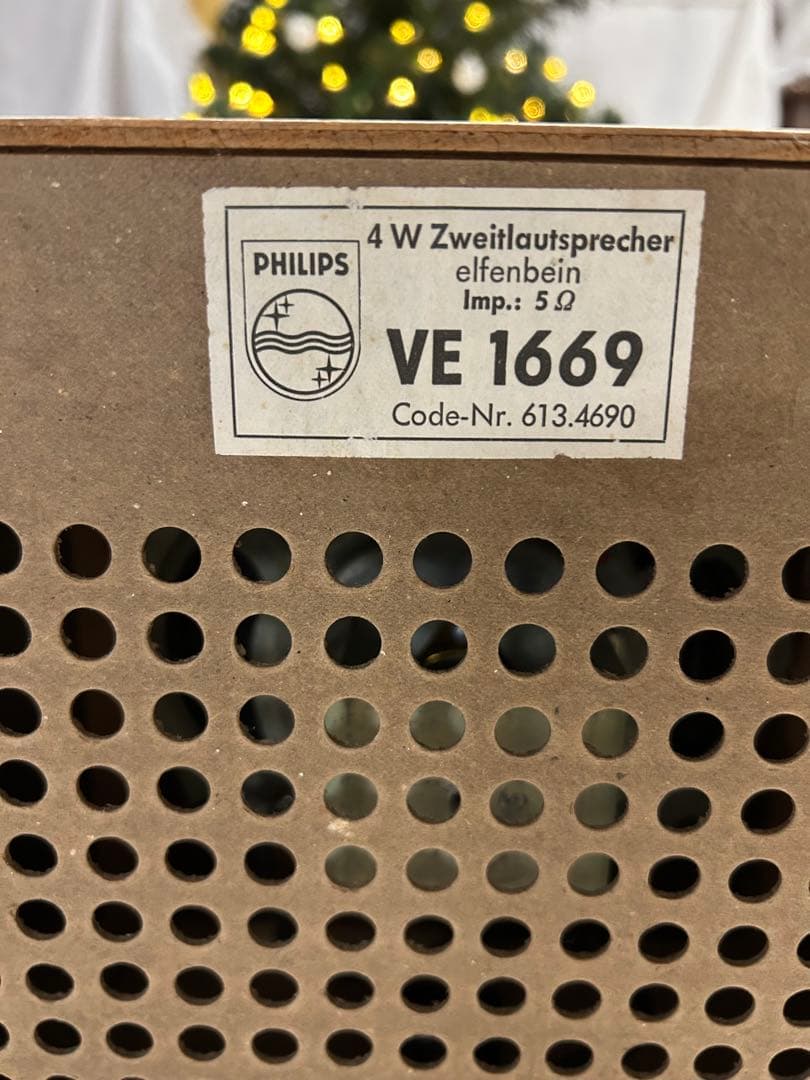 PHILIPS
4 W Zweitlautsprecher
elfenbein
Imp.: 5 Ω
VE 1669
Code-Nr. 613.4690